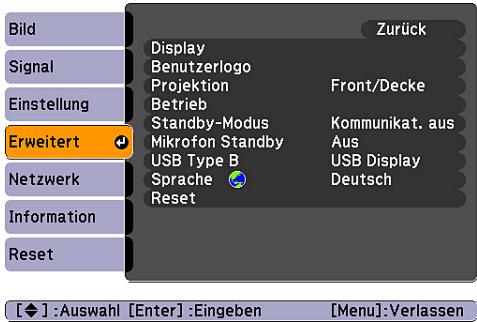 Bild
Signal
Einstellung
Erweitert
Netzwerk
Information
Reset
Zurück
Display
Benutzerlogo
Projektion Front/Decke
Betrieb
Standby-Modus Kommunikat. aus
Mikrofon Standby Aus
USB Type B USB Display
Sprache Deutsch
Reset
[◆] :Auswahl [Enter] :Eingeben [Menu]:Verlassen